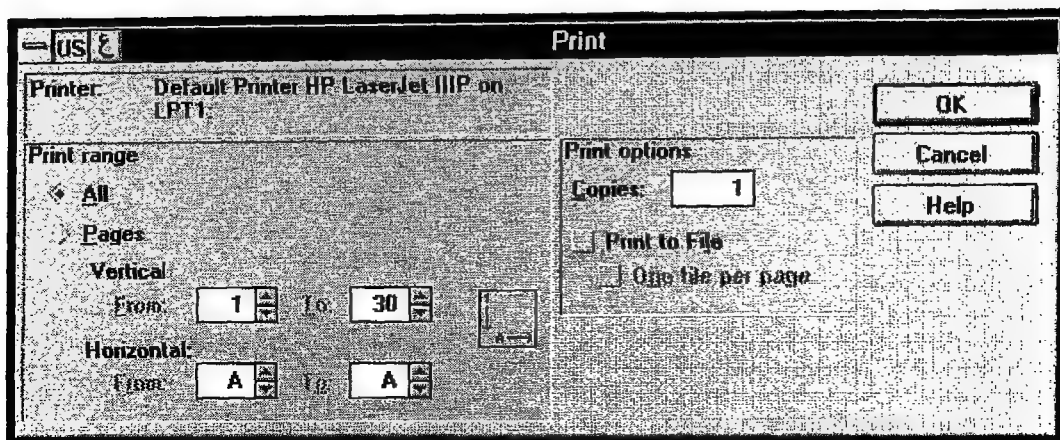 US ع Print
Printer: Default Printer HP LaserJet IIIP on
LPT1.
OK
Print range
Print options
Cancel
All
Copies: 1
Help
Pages
Print to File
Vertical
One file per page
From: 1 To: 30
Horizontal:
A
From: A To: A